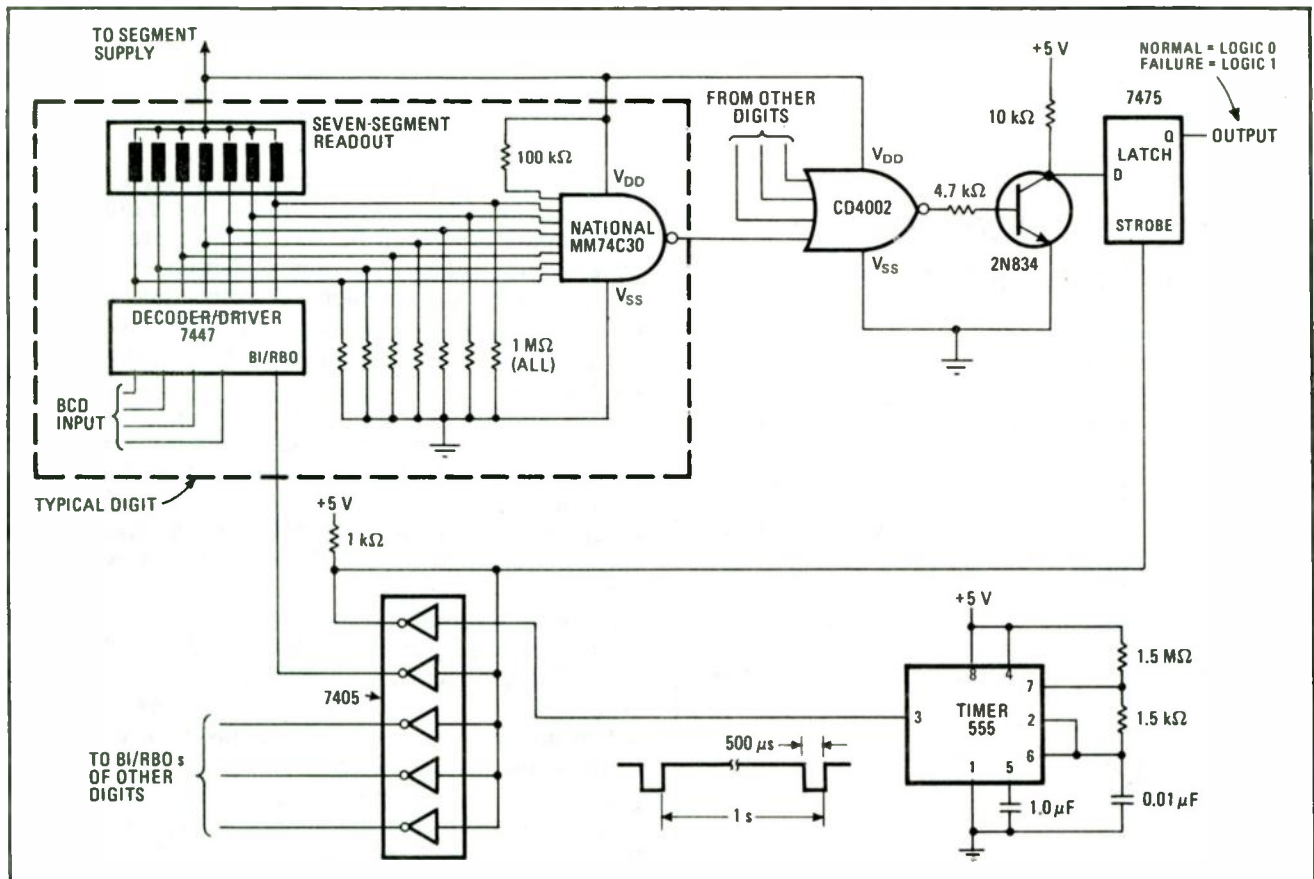 TO SEGMENT
SUPPLY
SEVEN-SEGMENT
READOUT
100 kΩ
VDD
NATIONAL
MM74C30
VSS
DECODER/DRIVER
7447
BI/RBO
1 MΩ
(ALL)
BCD
INPUT
TYPICAL DIGIT
FROM OTHER
DIGITS
VDD
CD4002
VSS
4.7 kΩ
+5 V
10 kΩ
2N834
NORMAL = LOGIC 0
FAILURE = LOGIC 1
7475
Q
LATCH
D
STROBE
OUTPUT
+5 V
1 kΩ
7405
TO BI/RBO s
OF OTHER
DIGITS
500 µs
1 s
+5 V
8
4
7
3
TIMER
555
2
6
1
5
1.5 MΩ
1.5 kΩ
1.0 µF
0.01 µF